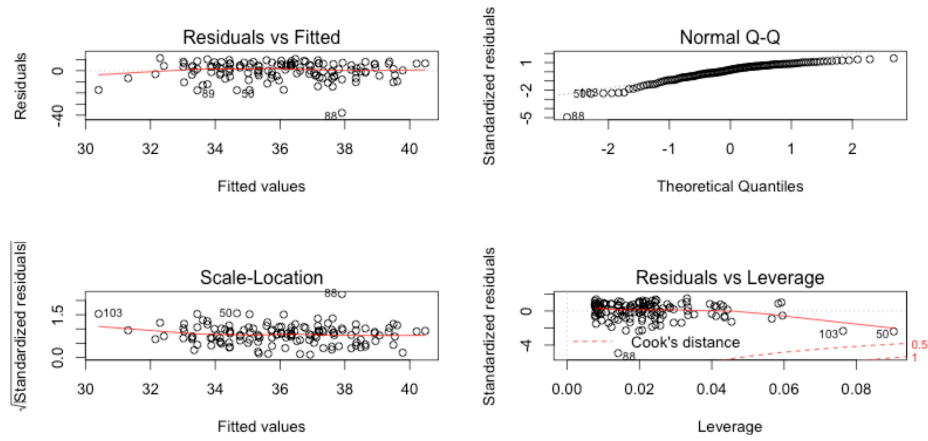 Residuals vs Fitted
Residuals
0
-40
89
50
88
30 32 34 36 38 40
Fitted values
Normal Q-Q
Standardized residuals
1
-2
-5
50 103
88
-2 -1 0 1 2
Theoretical Quantiles
Scale-Location
√|Standardized residuals|
1.5
0.0
103
50
88
30 32 34 36 38 40
Fitted values
Residuals vs Leverage
Standardized residuals
0
4
Cook's distance
88
103
50
0.5
1
0.00 0.02 0.04 0.06 0.08
Leverage